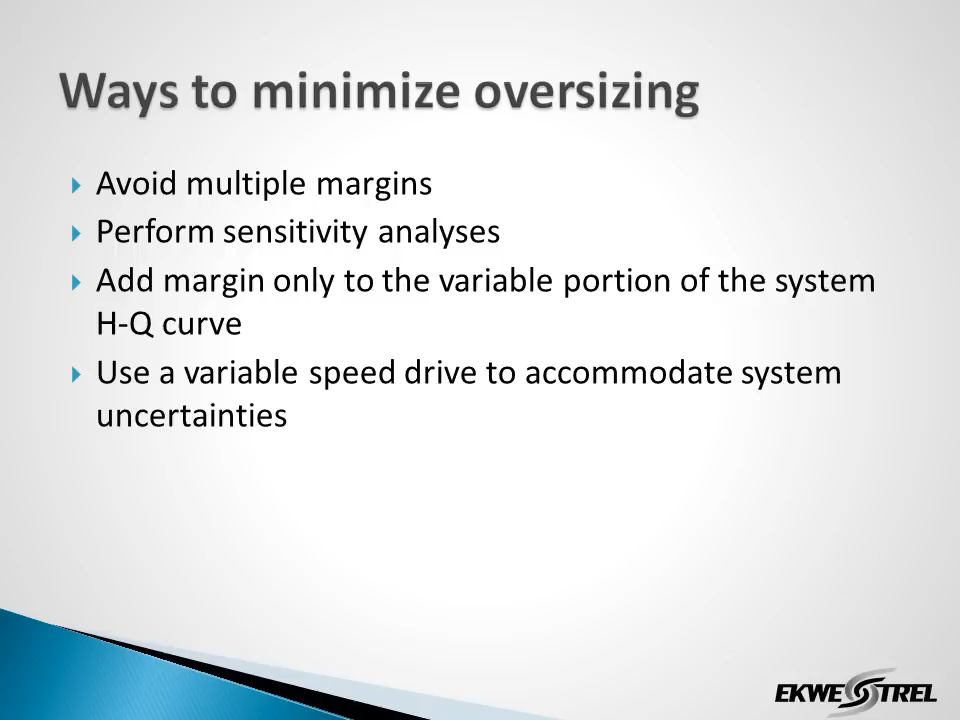 Ways to minimize oversizing
Avoid multiple margins
Perform sensitivity analyses
Add margin only to the variable portion of the system
H-Q curve
Use a variable speed drive to accommodate system
uncertainties
EKWESTREL